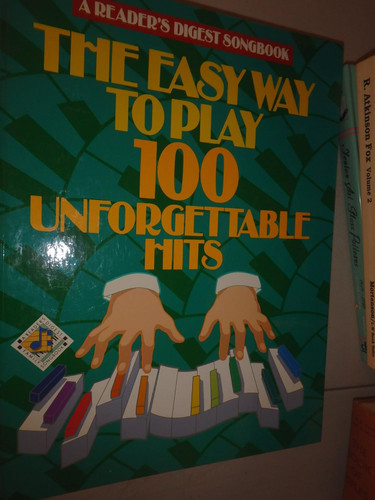 A READER'S DIGEST SONGBOOK
THE EASY WAY
TO PLAY
100
UNFORGETTABLE
HITS
R. Atkinson Fox Volume 2